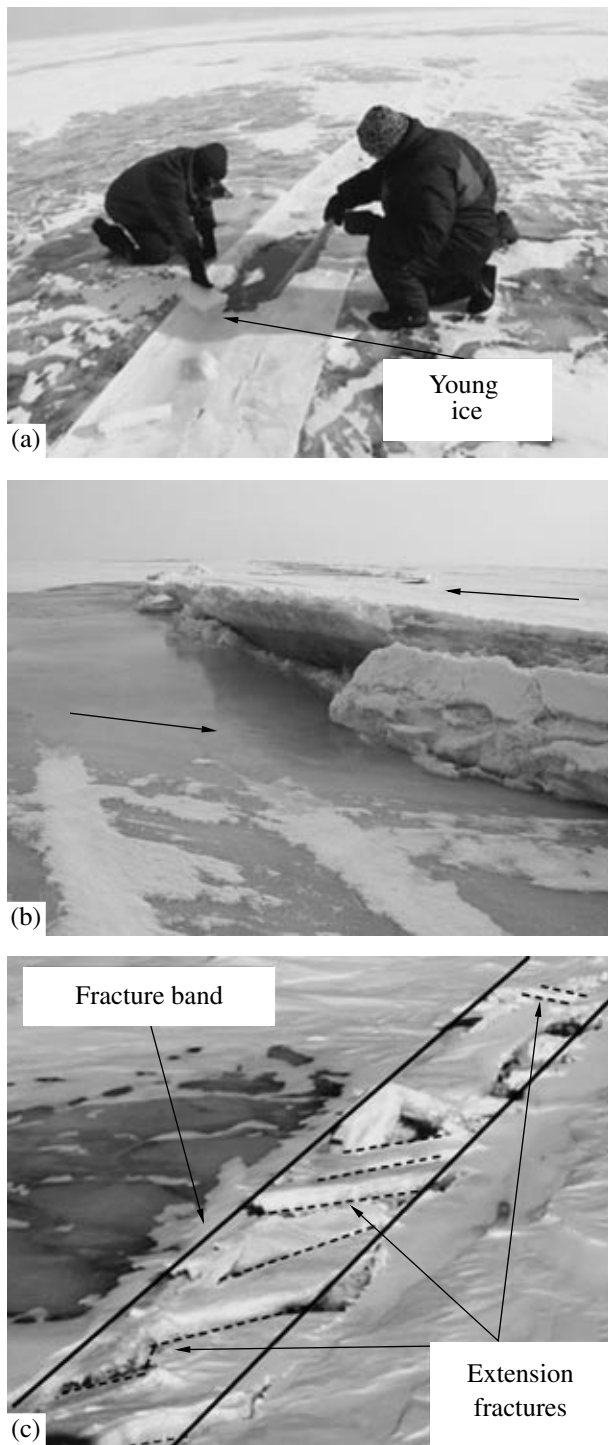 Young
ice
(a)
(b)
Fracture band
Extension
fractures
(c)